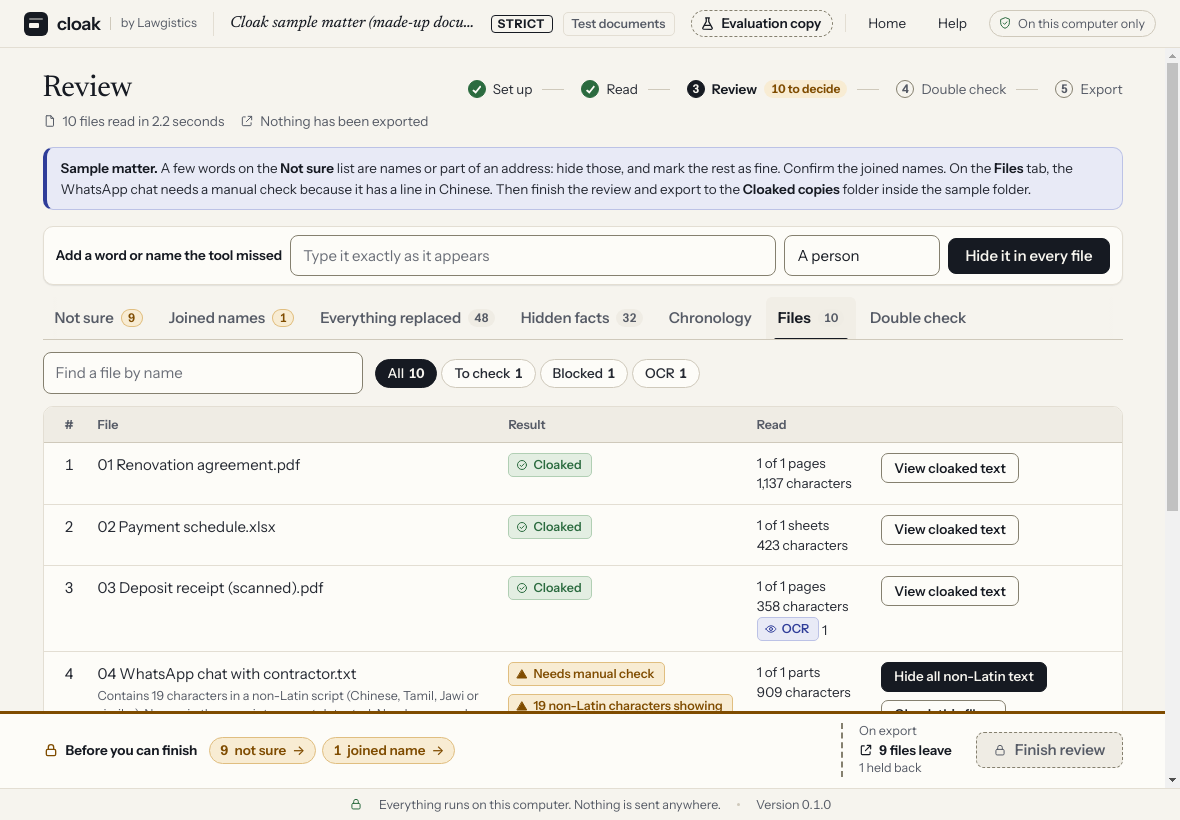 cloak by Lawgistics Cloak sample matter (made-up docu... STRICT Test documents Evaluation copy Home Help On this computer only
Review
Set up Read 3 Review 10 to decide 4 Double check 5 Export
10 files read in 2.2 seconds Nothing has been exported
Sample matter. A few words on the Not sure list are names or part of an address: hide those, and mark the rest as fine. Confirm the joined names. On the Files tab, the
WhatsApp chat needs a manual check because it has a line in Chinese. Then finish the review and export to the Cloaked copies folder inside the sample folder.
Add a word or name the tool missed Type it exactly as it appears A person Hide it in every file
Not sure 9 Joined names 1 Everything replaced 48 Hidden facts 32 Chronology Files 10 Double check
Find a file by name All 10 To check 1 Blocked 1 OCR 1
# File Result Read
1 01 Renovation agreement.pdf Cloaked 1 of 1 pages View cloaked text
1,137 characters
2 02 Payment schedule.xlsx Cloaked 1 of 1 sheets View cloaked text
423 characters
3 03 Deposit receipt (scanned).pdf Cloaked 1 of 1 pages View cloaked text
358 characters
OCR 1
4 04 WhatsApp chat with contractor.txt Needs manual check 1 of 1 parts Hide all non-Latin text
Contains 19 characters in a non-Latin script (Chinese, Tamil, Jawi or 909 characters
19 non-Latin characters showing
Before you can finish 9 not sure → 1 joined name →
On export
9 files leave
1 held back
Finish review
Everything runs on this computer. Nothing is sent anywhere. • Version 0.1.0